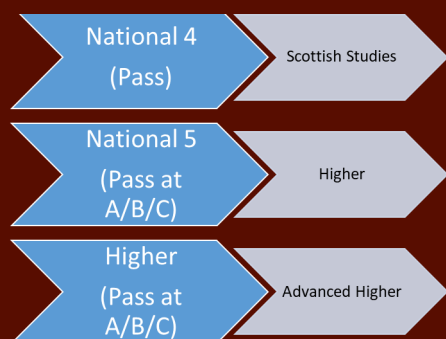 National 4
(Pass)
Scottish Studies
National 5
(Pass at
A/B/C)
Higher
Higher
(Pass at
A/B/C)
Advanced Higher